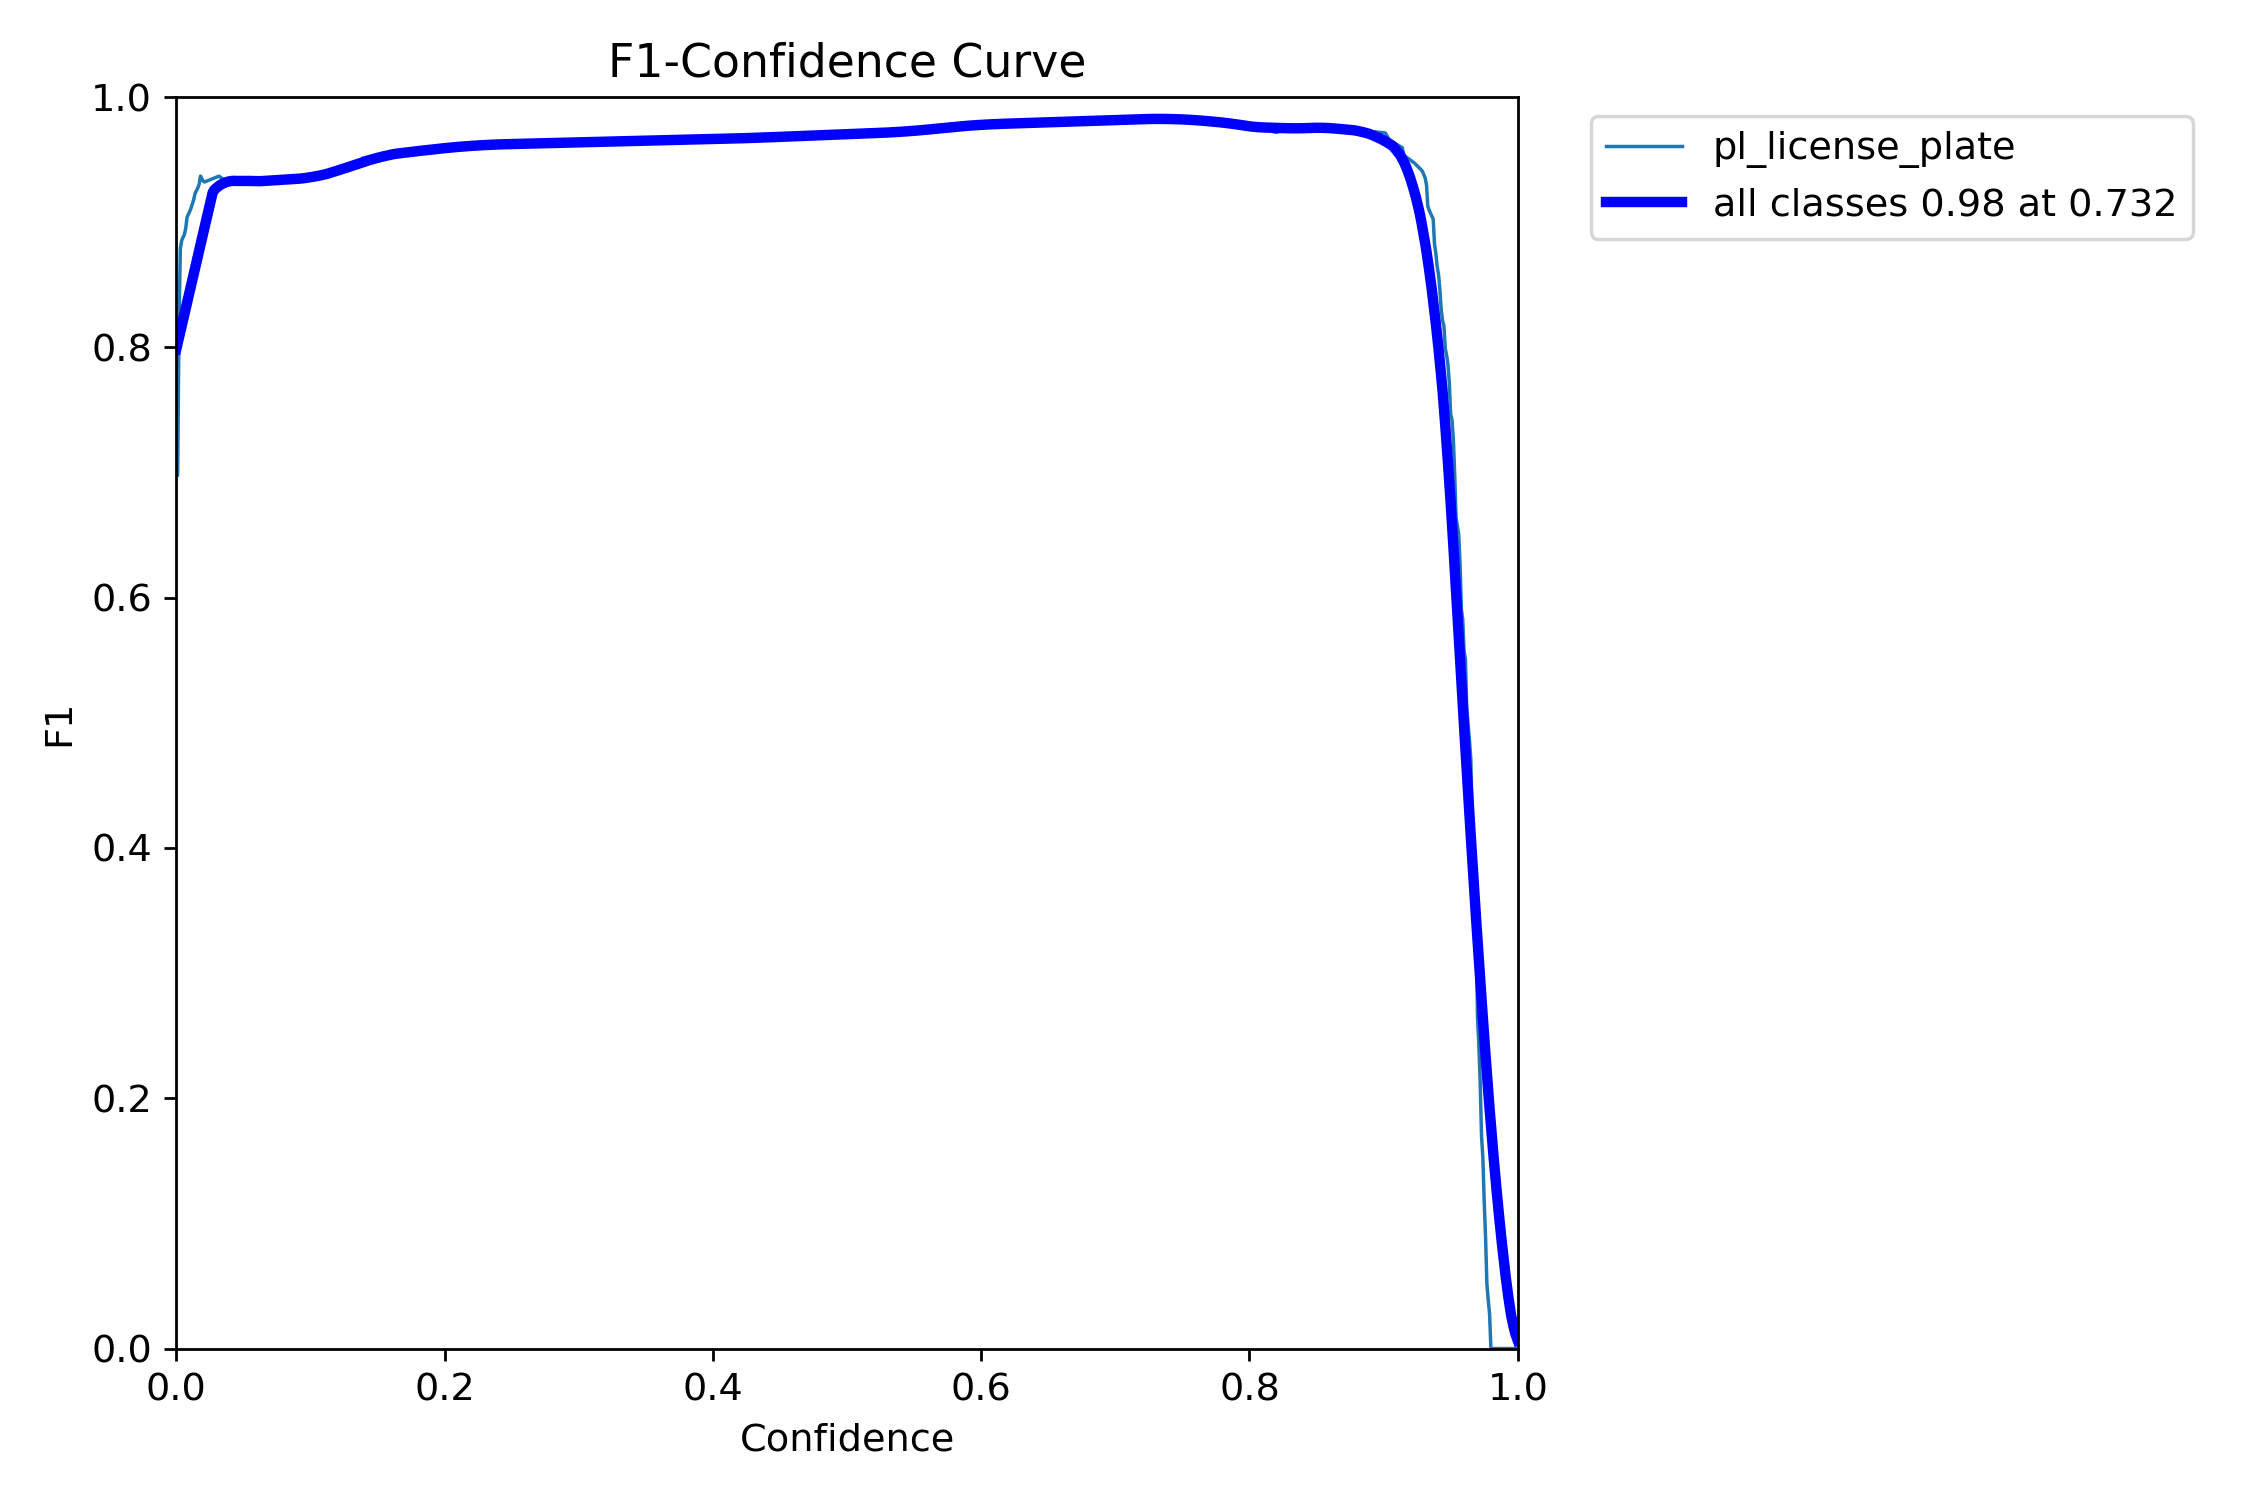 F1-Confidence Curve
1.0
0.8
0.6
0.4
0.2
0.0
F1
0.0 0.2 0.4 0.6 0.8 1.0
Confidence
pl_license_plate
all classes 0.98 at 0.732